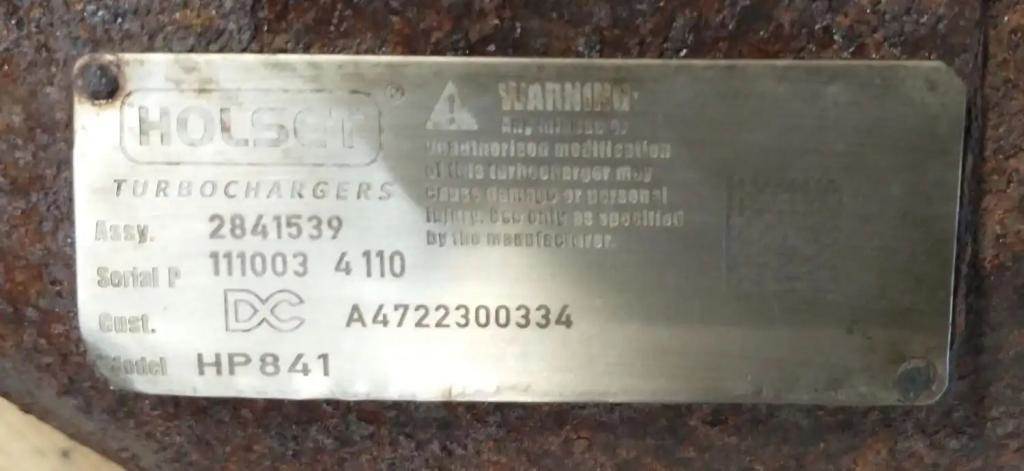 HOLSET®
TURBOCHARGERS
Assy. 2841539
Serial P 111003 4110
Cust. DC A4722300334
Model HP841
WARNING:
Any misuse or
unauthorised modification
of this turbocharger may
cause damage or personal
injury. Use only as specified
by the manufacturer.